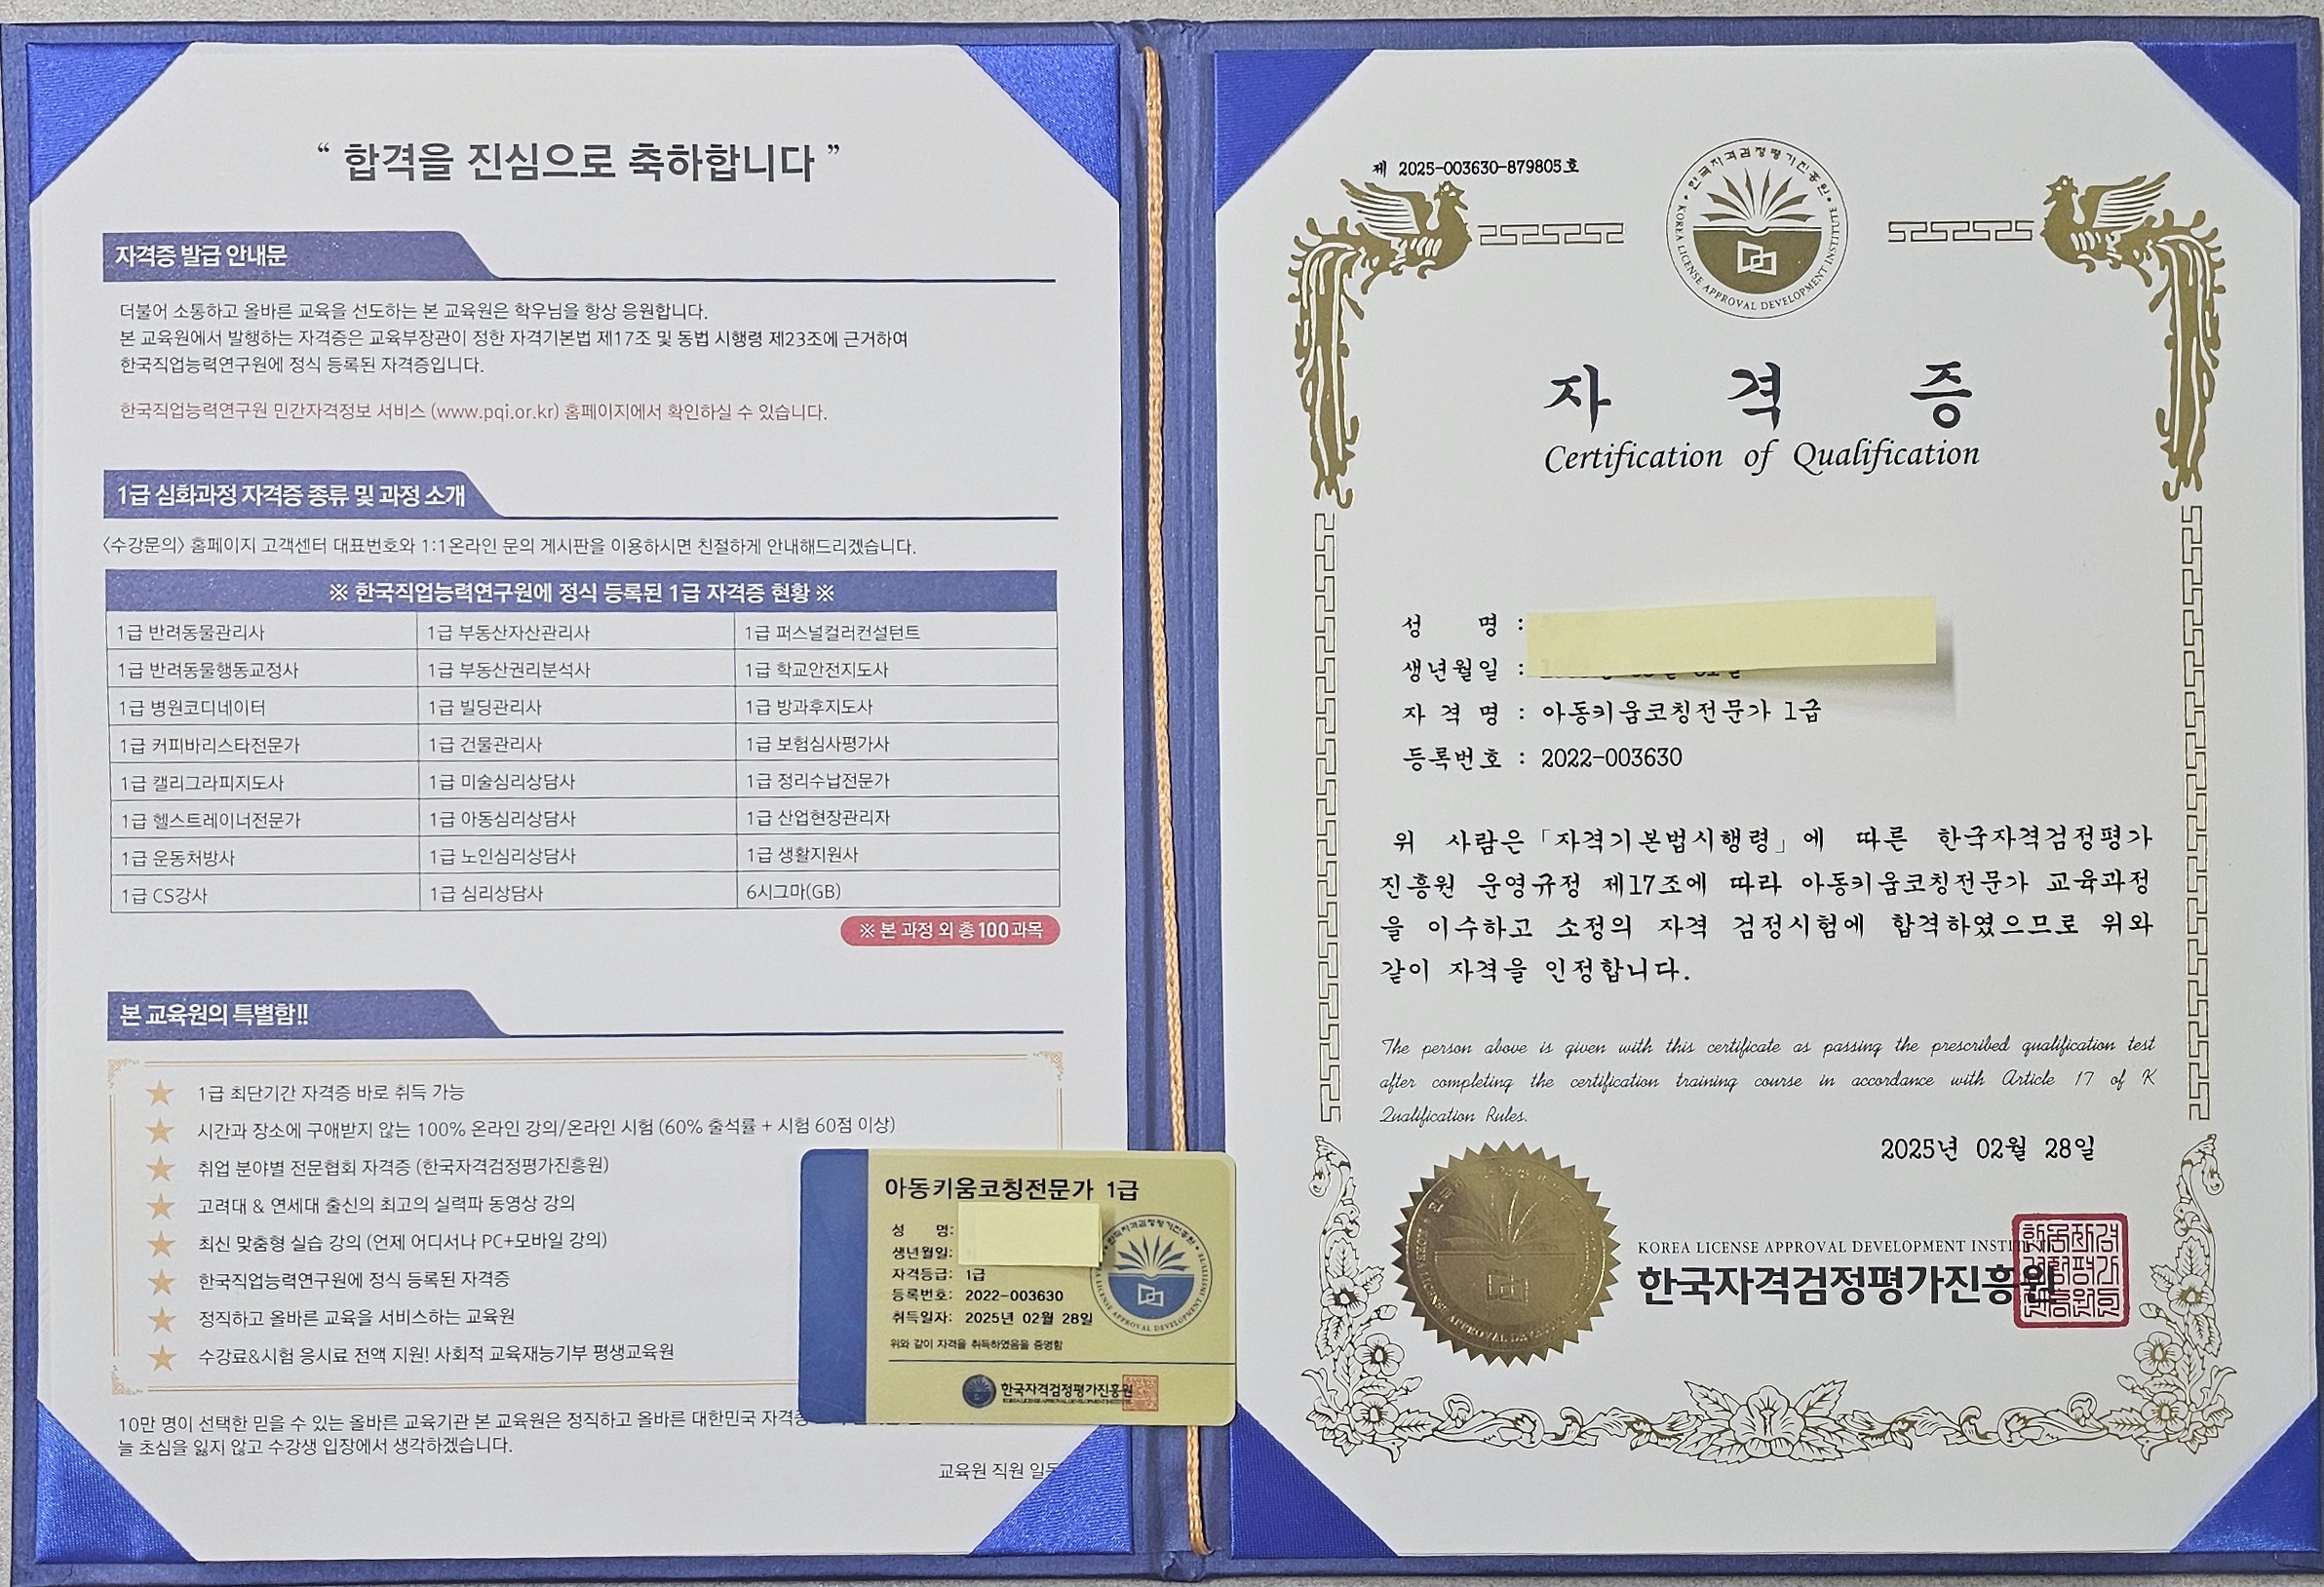 “ 합격을 진심으로 축하합니다 ”
자격증 발급 안내문
더불어 소통하고 올바른 교육을 선도하는 본 교육원은 학우님을 항상 응원합니다.
본 교육원에서 발행하는 자격증은 교육부장관이 정한 자격기본법 제17조 및 동법 시행령 제23조에 근거하여
한국직업능력연구원에 정식 등록된 자격증입니다.
한국직업능력연구원 민간자격정보 서비스 (www.pqi.or.kr) 홈페이지에서 확인하실 수 있습니다.
1급 심화과정 자격증 종류 및 과정 소개
〈수강문의〉 홈페이지 고객센터 대표번호와 1:1온라인 문의 게시판을 이용하시면 친절하게 안내해드리겠습니다.
※ 한국직업능력연구원에 정식 등록된 1급 자격증 현황 ※
1급 반려동물관리사 1급 부동산자산관리사 1급 퍼스널컬러컨설턴트
1급 반려동물행동교정사 1급 부동산권리분석사 1급 학교안전지도사
1급 병원코디네이터 1급 빌딩관리사 1급 방과후지도사
1급 커피바리스타전문가 1급 건물관리사 1급 보험심사평가사
1급 캘리그라피지도사 1급 미술심리상담사 1급 정리수납전문가
1급 헬스트레이너전문가 1급 아동심리상담사 1급 산업현장관리자
1급 운동처방사 1급 노인심리상담사 1급 생활지원사
1급 CS강사 1급 심리상담사 6시그마(GB)
※ 본 과정 외 총 100과목
본 교육원의 특별함!!
1급 최단기간 자격증 바로 취득 가능
시간과 장소에 구애받지 않는 100% 온라인 강의/온라인 시험 (60% 출석률 + 시험 60점 이상)
취업 분야별 전문협회 자격증 (한국자격검정평가진흥원)
고려대 & 연세대 출신의 최고의 실력파 동영상 강의
최신 맞춤형 실습 강의 (언제 어디서나 PC+모바일 강의)
한국직업능력연구원에 정식 등록된 자격증
정직하고 올바른 교육을 서비스하는 교육원
수강료&시험 응시료 전액 지원! 사회적 교육재능기부 평생교육원
10만 명이 선택한 믿을 수 있는 올바른 교육기관 본 교육원은 정직하고 올바른 대한민국
늘 초심을 잃지 않고 수강생 입장에서 생각하겠습니다.
교육원 직원
아동키움코칭전문가 1급
성 명:
생년월일:
자격등급: 1급
등록번호: 2022-003630
취득일자: 2025년 02월 28일
위와 같이 자격을 취득하였음을 증명함
한국자격검정평가진흥원
KOREA LICENSE APPROVAL DEVELOPMENT INSTITUTE
제 2025-003630-879805호
한국자격검정평가진흥원
KOREA LICENSE APPROVAL DEVELOPMENT INSTITUTE
자 격 증
Certification of Qualification
성 명 :
생년월일 :
자 격 명 : 아동키움코칭전문가 1급
등록번호 : 2022-003630
위 사람은 「자격기본법시행령」에 따른 한국자격검정평가
진흥원 운영규정 제17조에 따라 아동키움코칭전문가 교육과정
을 이수하고 소정의 자격 검정시험에 합격하였으므로 위와
같이 자격을 인정합니다.
The person above is given with this certificate as passing the prescribed qualification test
after completing the certification training course in accordance with Article 17 of K
Qualification Rules.
2025년 02월 28일
KOREA LICENSE APPROVAL DEVELOPMENT INSTITUTE
한국자격검정평가진흥원